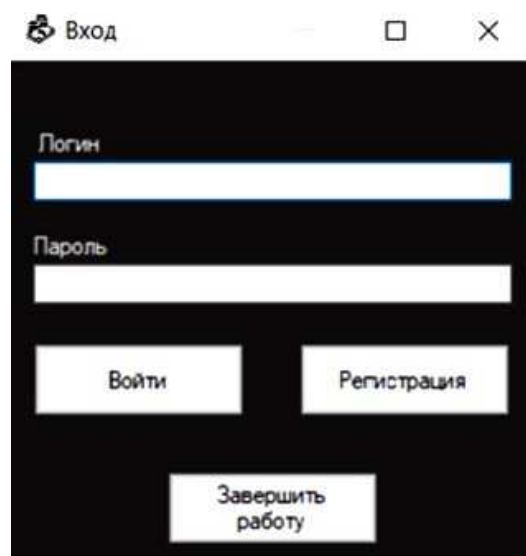 Вход
Логин
Пароль
Войти
Регистрация
Завершить
работу